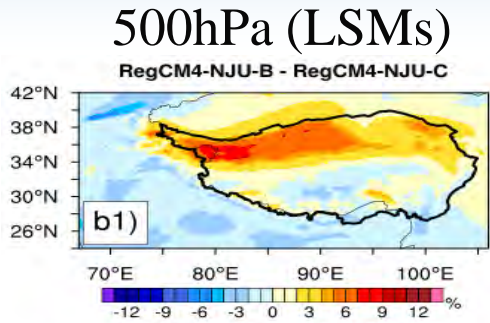 500hPa (LSMs)
RegCM4-NJU-B - RegCM4-NJU-C
42°N
38°N
34°N
30°N
26°N
b1)
70°E 80°E 90°E 100°E
-12 -9 -6 -3 0 3 6 9 12 %